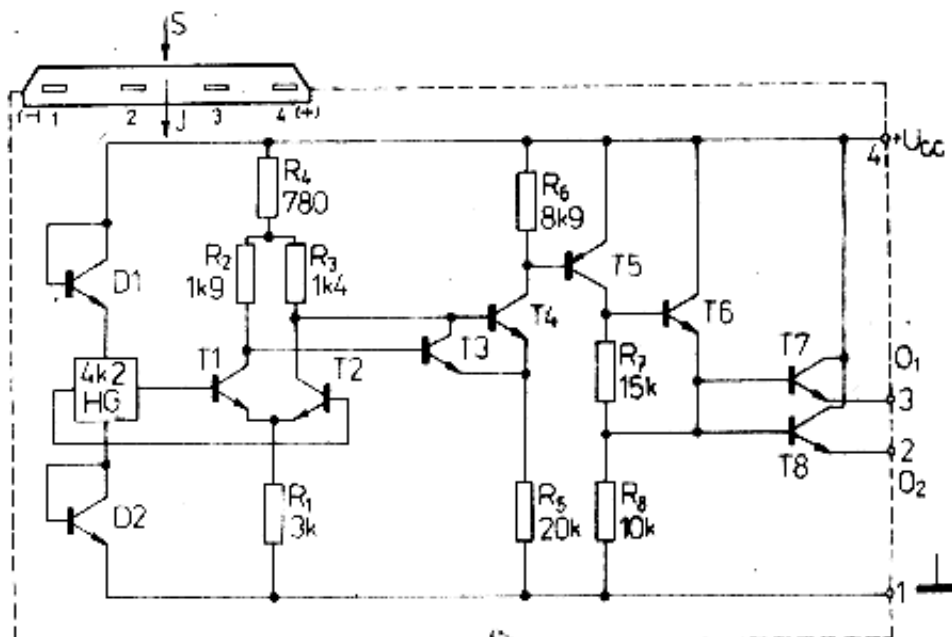 S
(-) 1 2 J 3 4 (+)
4 +Ucc
R4
780
R6
8k9
R2
1k9
R3
1k4
D1
T5
T4
T6
T3
T1
T2
4k2
HG
R7
15k
T7
O1
3
T8
2
O2
D2
R1
3k
R5
20k
R8
10k
1